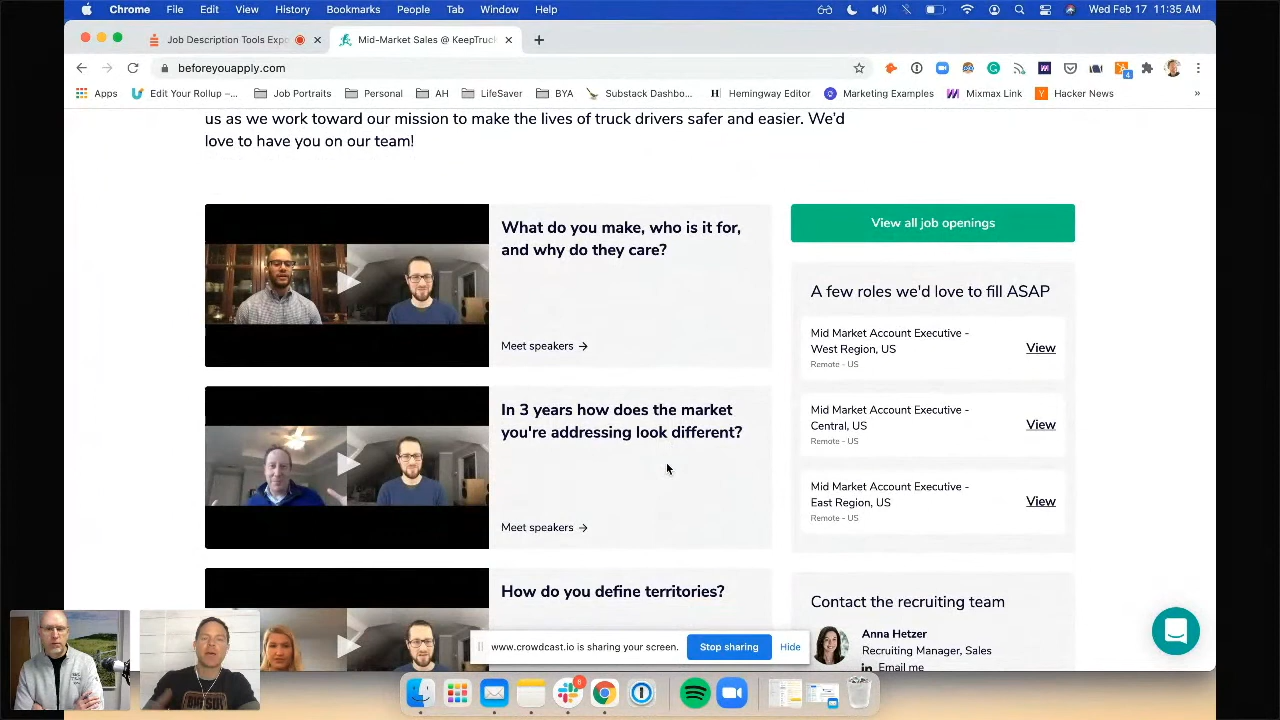 Chrome File Edit View History Bookmarks People Tab Window Help Wed Feb 17 11:35 AM
Job Description Tools Expo Mid-Market Sales @ KeepTruck
beforeyouapply.com
4
Apps Edit Your Rollup –... Job Portraits Personal AH LifeSaver BYA Substack Dashbo... Hemingway Editor Marketing Examples Mixmax Link Hacker News »
us as we work toward our mission to make the lives of truck drivers safer and easier. We'd
love to have you on our team!
What do you make, who is it for,
and why do they care?
Meet speakers →
In 3 years how does the market
you're addressing look different?
Meet speakers →
How do you define territories?
View all job openings
A few roles we'd love to fill ASAP
Mid Market Account Executive -
West Region, US
Remote - US
View
Mid Market Account Executive -
Central, US
Remote - US
View
Mid Market Account Executive -
East Region, US
Remote - US
View
Contact the recruiting team
Anna Hetzer
Recruiting Manager, Sales
in Email me
www.crowdcast.io is sharing your screen. Stop sharing Hide
6